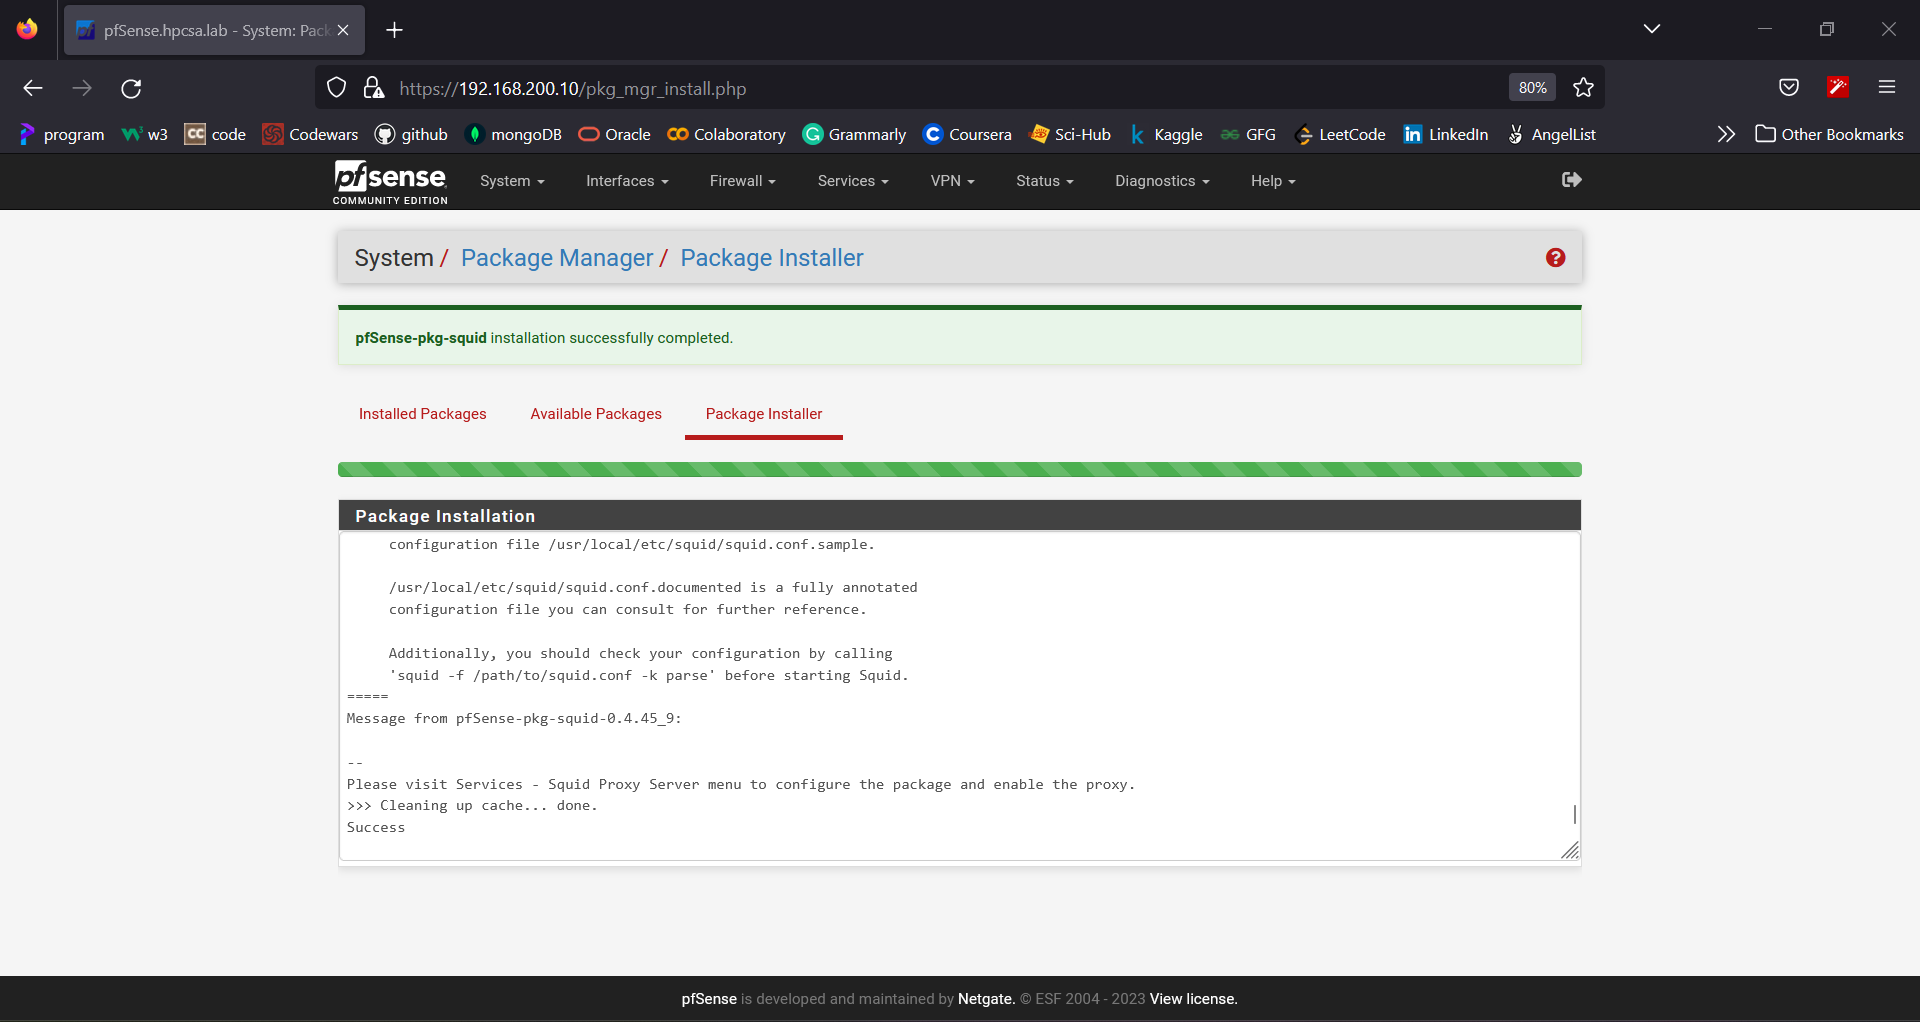 pfSense.hpcsa.lab - System: Pack
https://192.168.200.10/pkg_mgr_install.php
80%
program w3 code Codewars github mongoDB Oracle Colaboratory Grammarly Coursera Sci-Hub Kaggle GFG LeetCode LinkedIn AngelList Other Bookmarks
pfsense
COMMUNITY EDITION
System Interfaces Firewall Services VPN Status Diagnostics Help
System / Package Manager / Package Installer
pfSense-pkg-squid installation successfully completed.
Installed Packages Available Packages Package Installer
Package Installation
configuration file /usr/local/etc/squid/squid.conf.sample.
/usr/local/etc/squid/squid.conf.documented is a fully annotated
configuration file you can consult for further reference.
Additionally, you should check your configuration by calling
'squid -f /path/to/squid.conf -k parse' before starting Squid.
=====
Message from pfSense-pkg-squid-0.4.45_9:
--
Please visit Services - Squid Proxy Server menu to configure the package and enable the proxy.
>>> Cleaning up cache... done.
Success
pfSense is developed and maintained by Netgate. © ESF 2004 - 2023 View license.